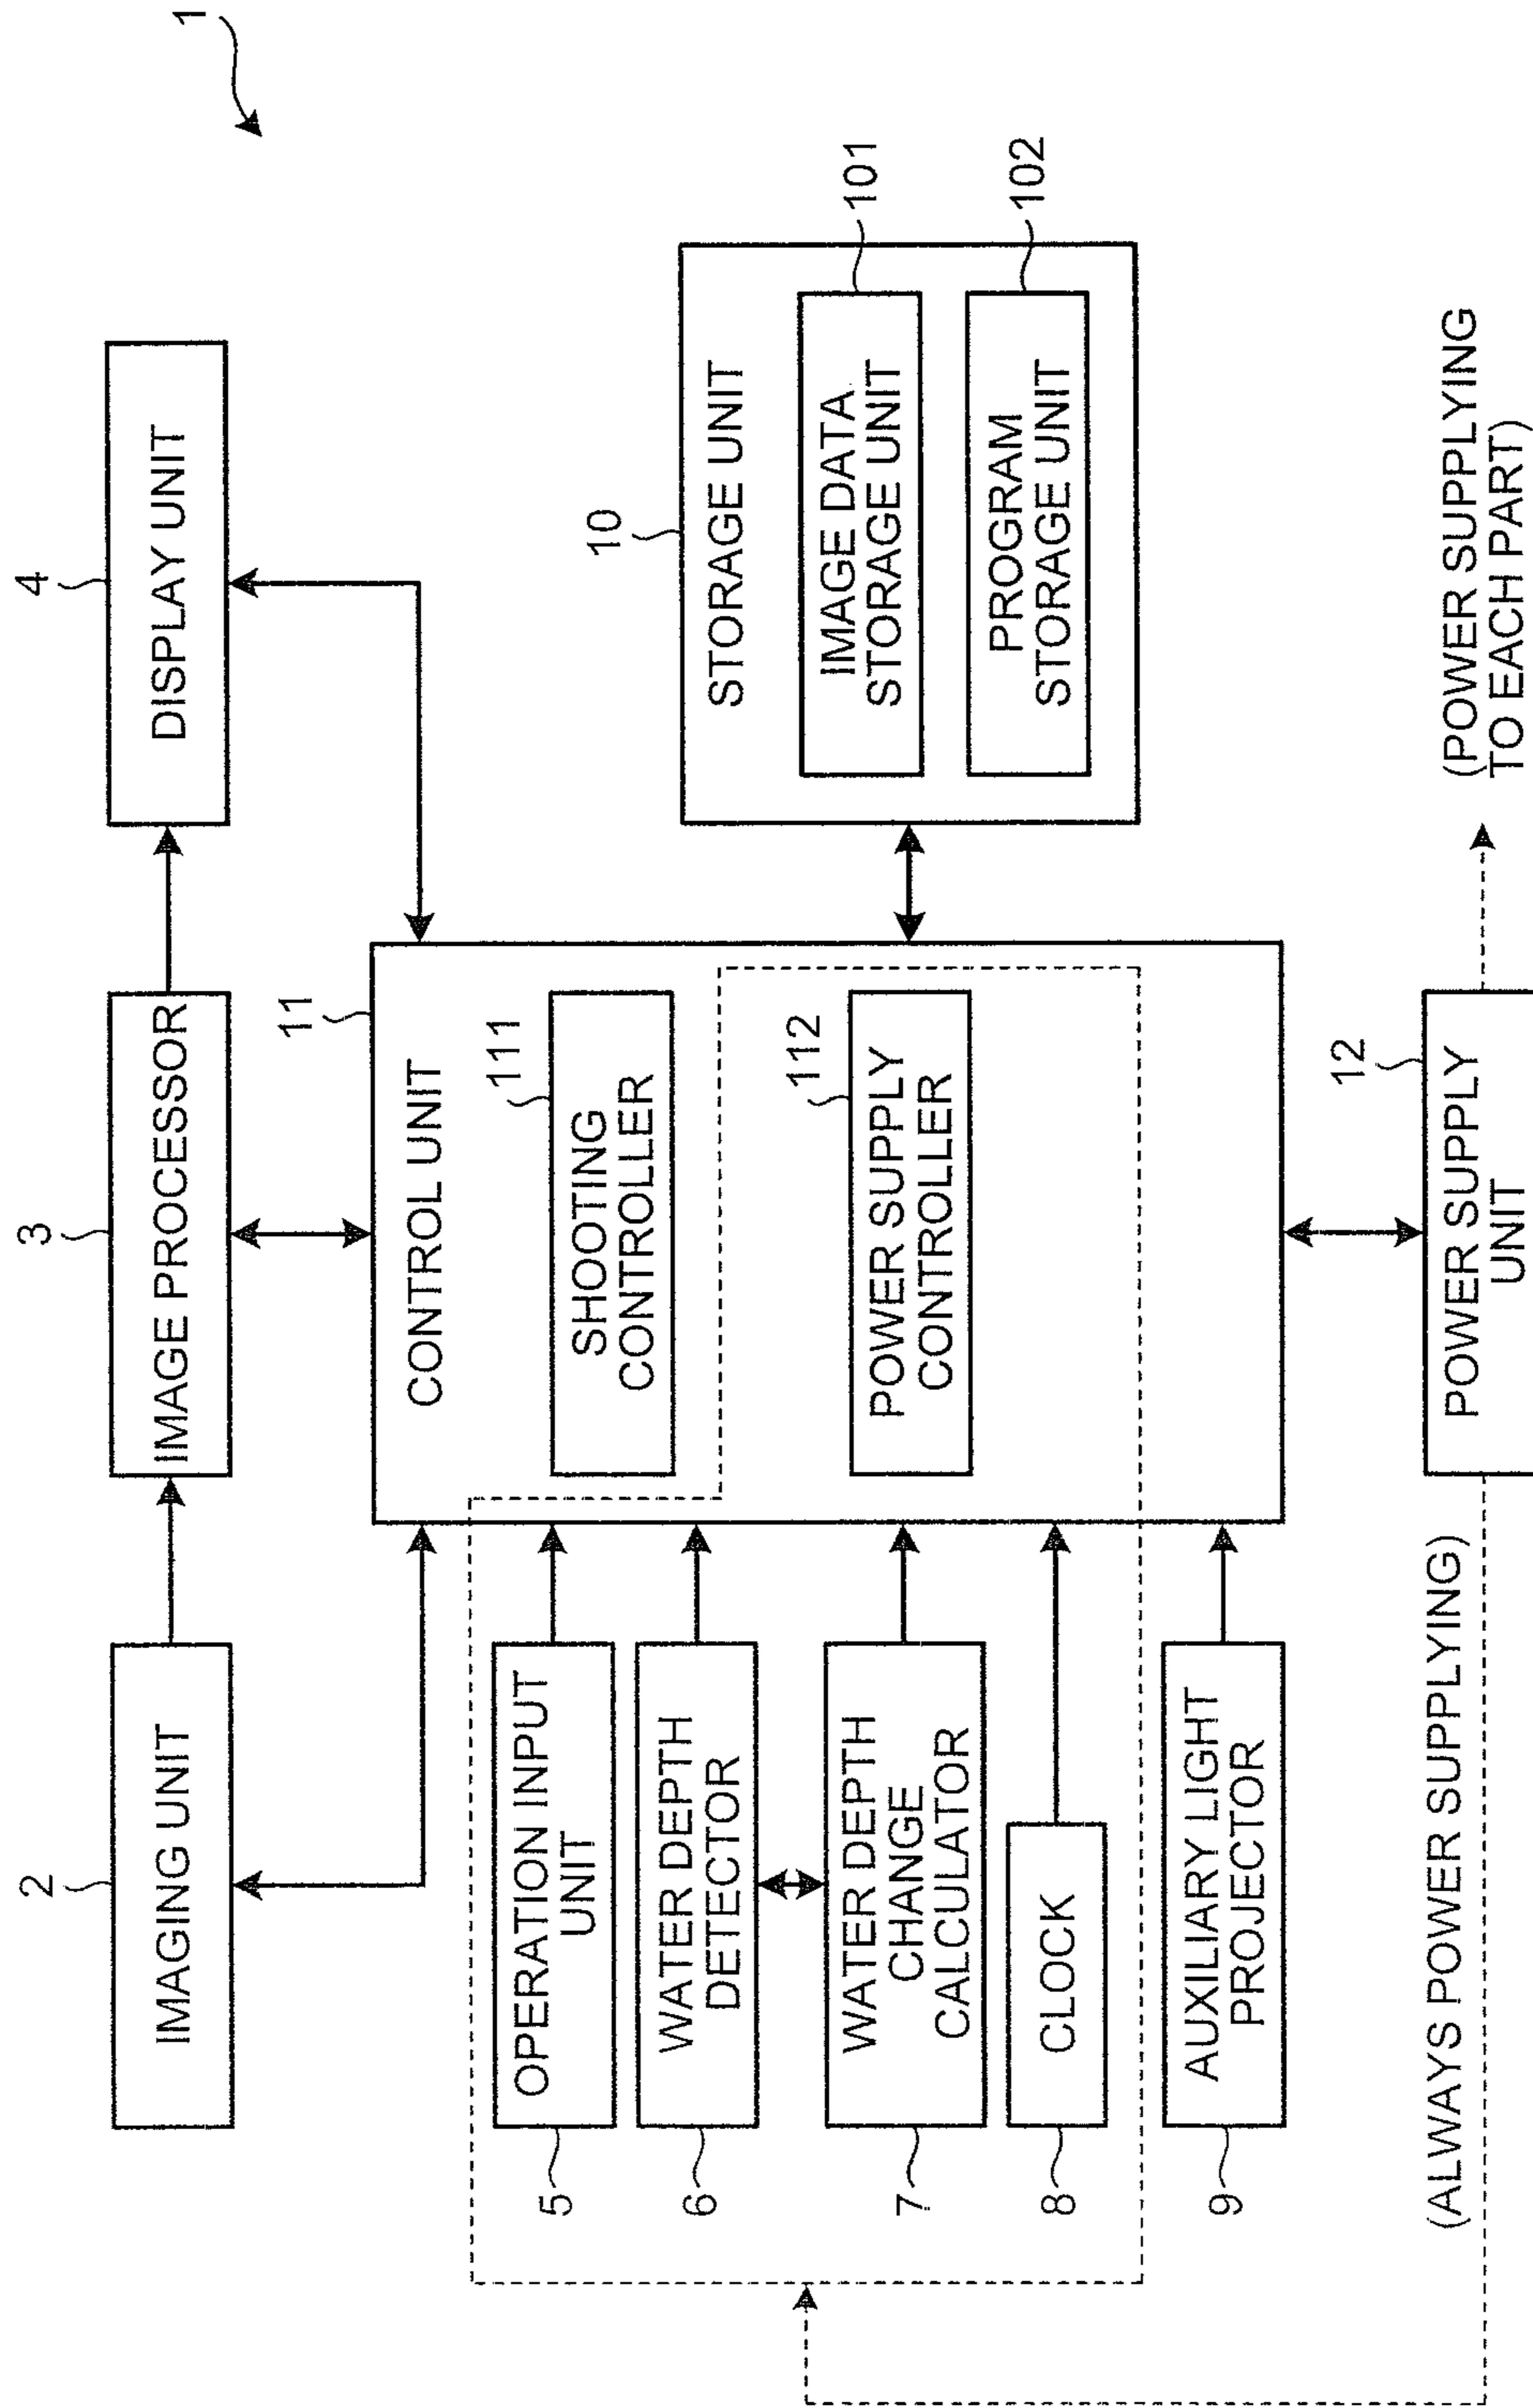 1
2
IMAGING UNIT
3
IMAGE PROCESSOR
4
DISPLAY UNIT
11
CONTROL UNIT
111
SHOOTING
CONTROLLER
112
POWER SUPPLY
CONTROLLER
5
OPERATION INPUT
UNIT
6
WATER DEPTH
DETECTOR
7
WATER DEPTH
CHANGE
CALCULATOR
8
CLOCK
9
AUXILIARY LIGHT
PROJECTOR
10
STORAGE UNIT
101
IMAGE DATA
STORAGE UNIT
102
PROGRAM
STORAGE UNIT
(ALWAYS POWER SUPPLYING)
12
POWER SUPPLY
UNIT
(POWER SUPPLYING
TO EACH PART)